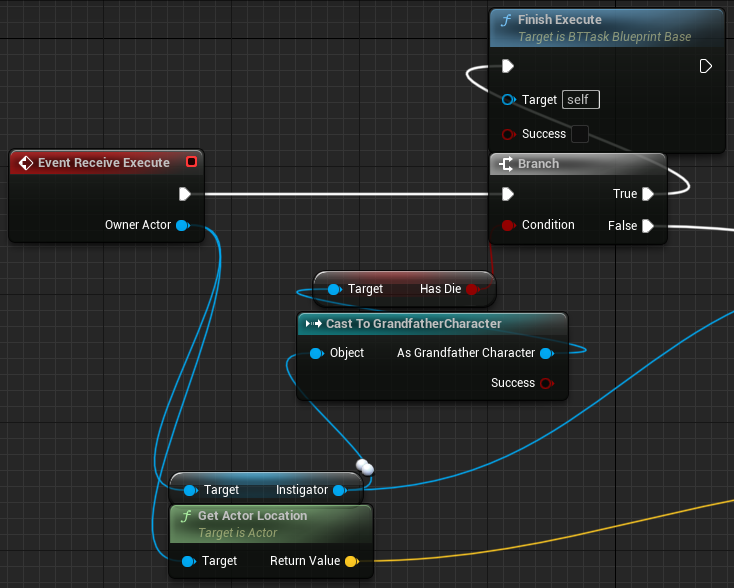 Finish Execute
Target is BTTask Blueprint Base
Target self
Success
Event Receive Execute
Owner Actor
Branch
True
Condition
False
Target Has Die
Cast To GrandfatherCharacter
Object As Grandfather Character
Success
Target Instigator
Get Actor Location
Target is Actor
Target Return Value